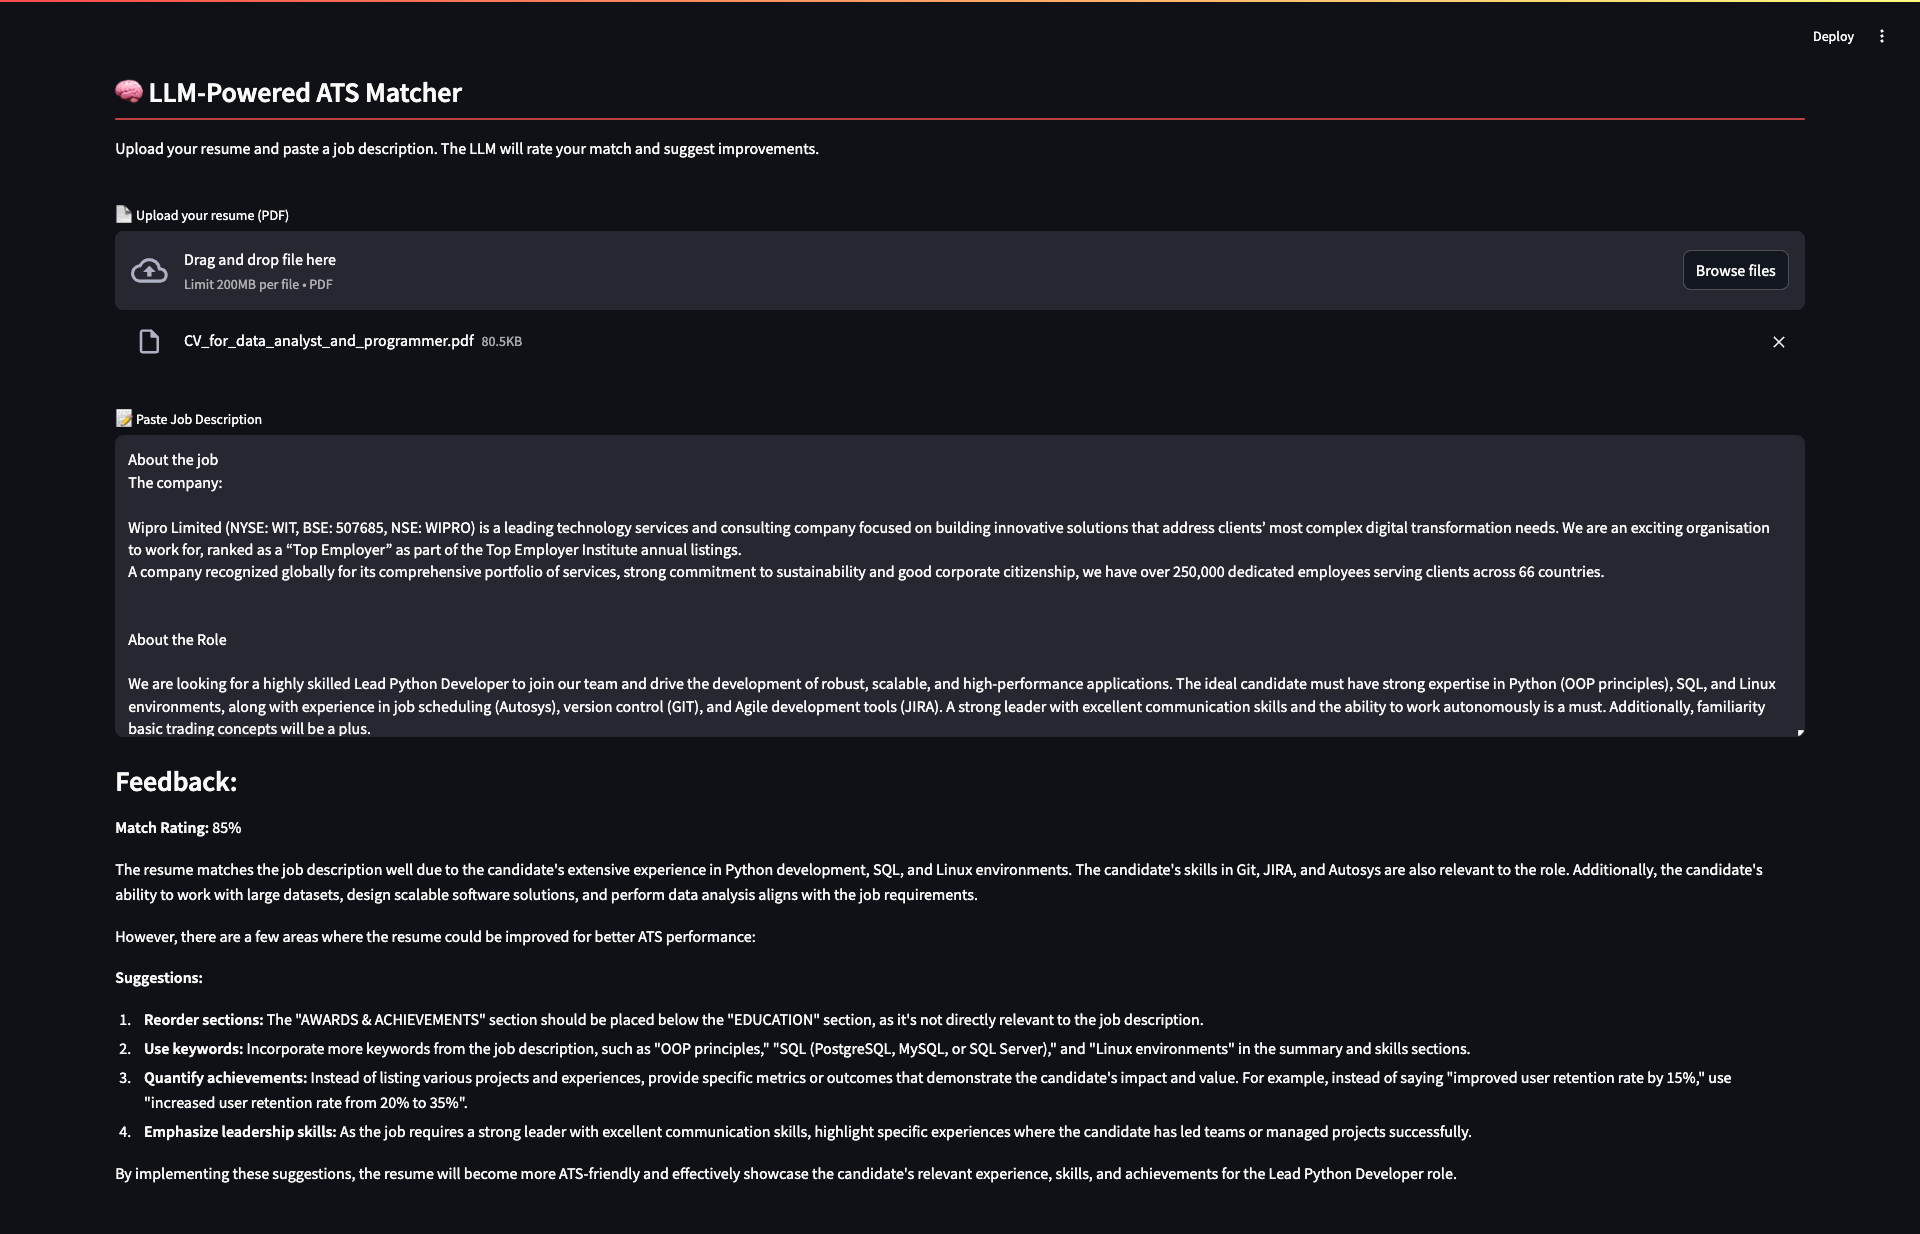 Deploy
LLM-Powered ATS Matcher
Upload your resume and paste a job description. The LLM will rate your match and suggest improvements.
Upload your resume (PDF)
Drag and drop file here
Limit 200MB per file • PDF
Browse files
CV_for_data_analyst_and_programmer.pdf 80.5KB
Paste Job Description
About the job
The company:
Wipro Limited (NYSE: WIT, BSE: 507685, NSE: WIPRO) is a leading technology services and consulting company focused on building innovative solutions that address clients’ most complex digital transformation needs. We are an exciting organisation
to work for, ranked as a “Top Employer” as part of the Top Employer Institute annual listings.
A company recognized globally for its comprehensive portfolio of services, strong commitment to sustainability and good corporate citizenship, we have over 250,000 dedicated employees serving clients across 66 countries.
About the Role
We are looking for a highly skilled Lead Python Developer to join our team and drive the development of robust, scalable, and high-performance applications. The ideal candidate must have strong expertise in Python (OOP principles), SQL, and Linux
environments, along with experience in job scheduling (Autosys), version control (GIT), and Agile development tools (JIRA). A strong leader with excellent communication skills and the ability to work autonomously is a must. Additionally, familiarity
basic trading concepts will be a plus.
Feedback:
Match Rating: 85%
The resume matches the job description well due to the candidate's extensive experience in Python development, SQL, and Linux environments. The candidate's skills in Git, JIRA, and Autosys are also relevant to the role. Additionally, the candidate's
ability to work with large datasets, design scalable software solutions, and perform data analysis aligns with the job requirements.
However, there are a few areas where the resume could be improved for better ATS performance:
Suggestions:
1. Reorder sections: The "AWARDS & ACHIEVEMENTS" section should be placed below the "EDUCATION" section, as it's not directly relevant to the job description.
2. Use keywords: Incorporate more keywords from the job description, such as "OOP principles," "SQL (PostgreSQL, MySQL, or SQL Server)," and "Linux environments" in the summary and skills sections.
3. Quantify achievements: Instead of listing various projects and experiences, provide specific metrics or outcomes that demonstrate the candidate's impact and value. For example, instead of saying "improved user retention rate by 15%," use
"increased user retention rate from 20% to 35%".
4. Emphasize leadership skills: As the job requires a strong leader with excellent communication skills, highlight specific experiences where the candidate has led teams or managed projects successfully.
By implementing these suggestions, the resume will become more ATS-friendly and effectively showcase the candidate's relevant experience, skills, and achievements for the Lead Python Developer role.